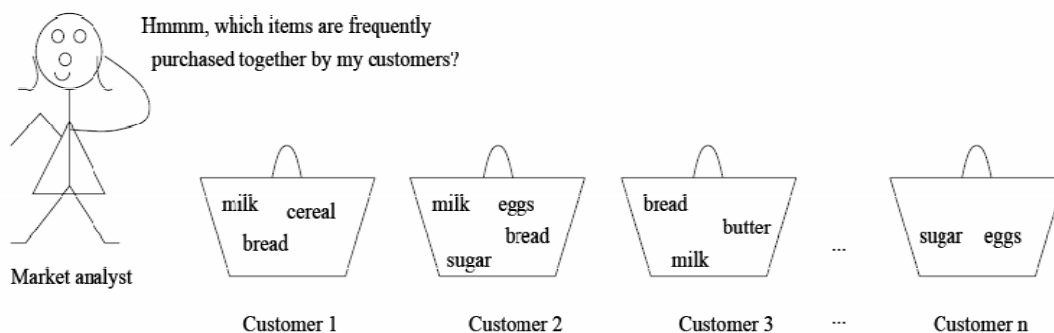 Hmmm, which items are frequently
purchased together by my customers?
milk cereal
bread
milk eggs
bread
sugar
bread
butter
milk
...
sugar eggs
Market analyst
Customer 1 Customer 2 Customer 3 ... Customer n